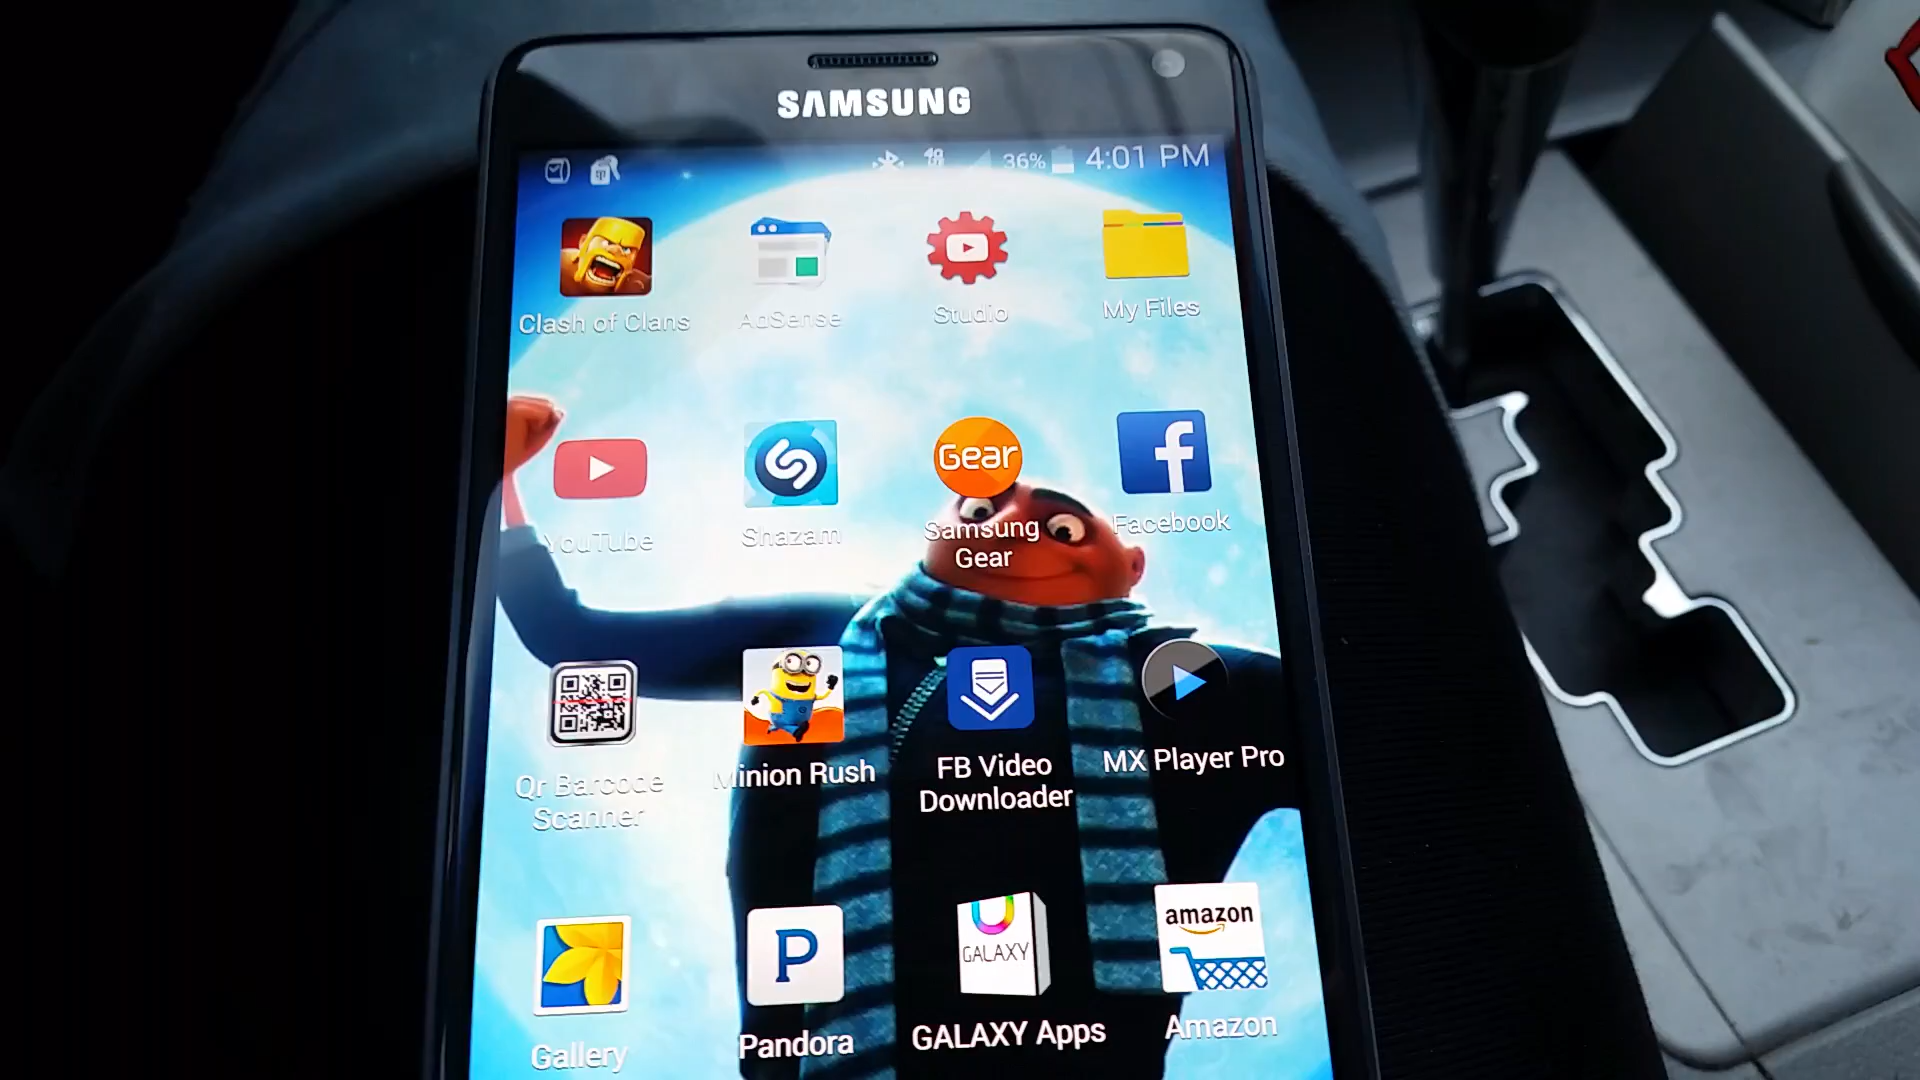 SAMSUNG
4G 36% 4:01 PM
Clash of Clans AdSense Studio My Files
Gear
f
YouTube Shazam Samsung Gear Facebook
Qr Barcode Scanner Minion Rush FB Video Downloader MX Player Pro
P GALAXY amazon
Gallery Pandora GALAXY Apps Amazon